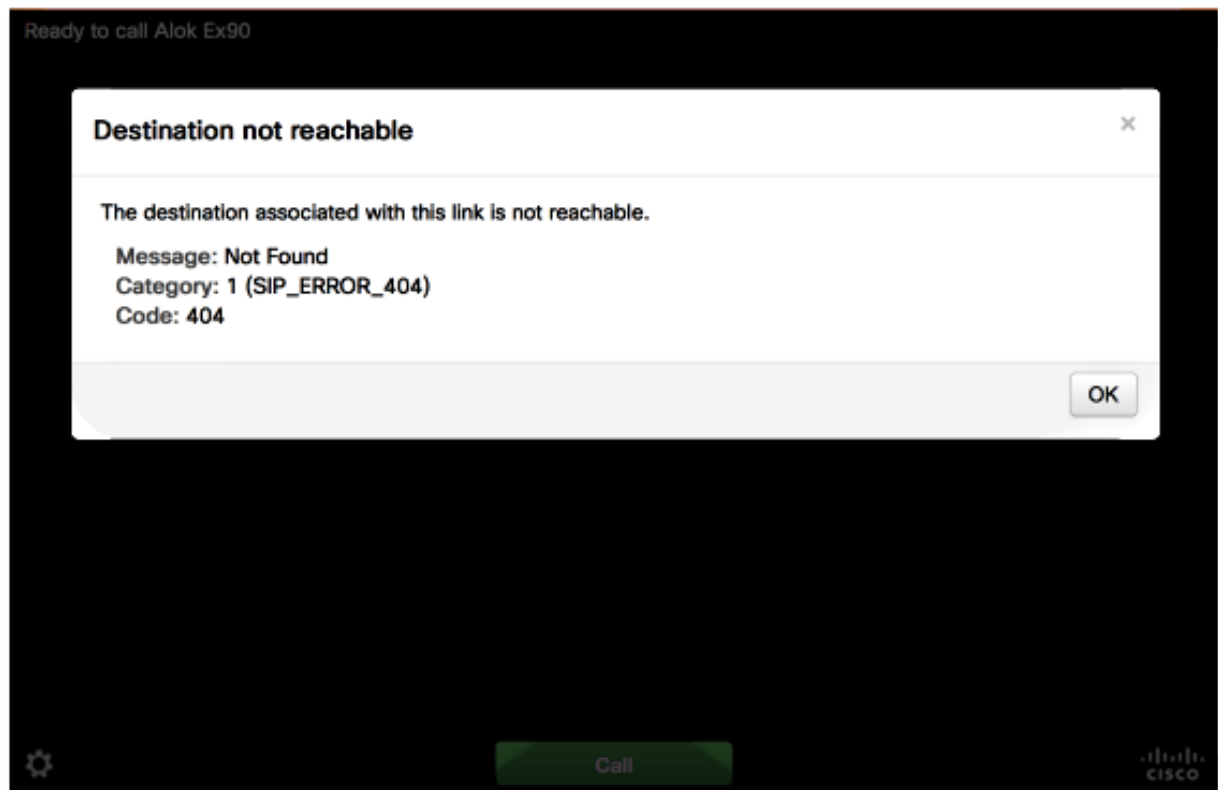 Ready to call Alok Ex90
Destination not reachable
×
The destination associated with this link is not reachable.
Message: Not Found
Category: 1 (SIP_ERROR_404)
Code: 404
OK
Call
CISCO